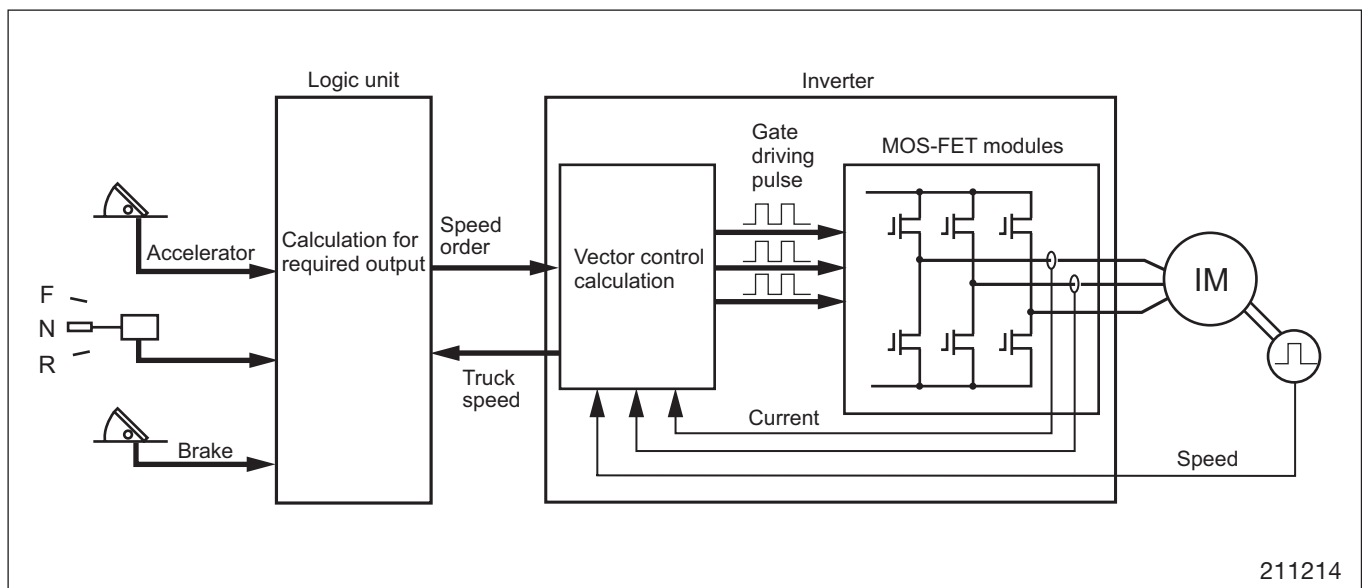 Logic unit
Inverter
Gate
driving
pulse
MOS-FET modules
Accelerator
Calculation for
required output
Speed
order
Vector control
calculation
IM
F
N
R
Truck
speed
Current
Brake
Speed
211214